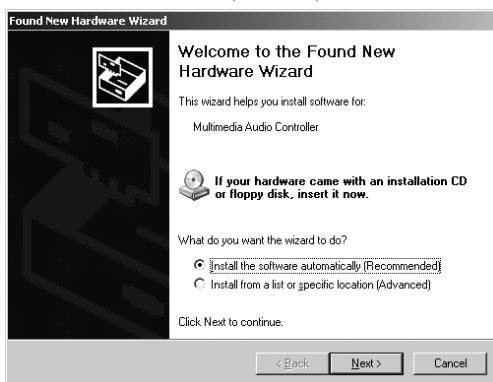 Found New Hardware Wizard
Welcome to the Found New
Hardware Wizard
This wizard helps you install software for:
Multimedia Audio Controller
If your hardware came with an installation CD
or floppy disk, insert it now.
What do you want the wizard to do?
Install the software automatically (Recommended)
Install from a list or specific location (Advanced)
Click Next to continue.
< Back Next > Cancel